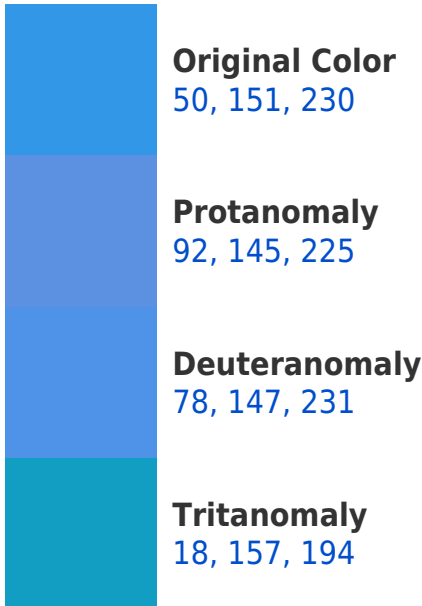 Original Color
50, 151, 230
Protanomaly
92, 145, 225
Deuteranomaly
78, 147, 231
Tritanomaly
18, 157, 194